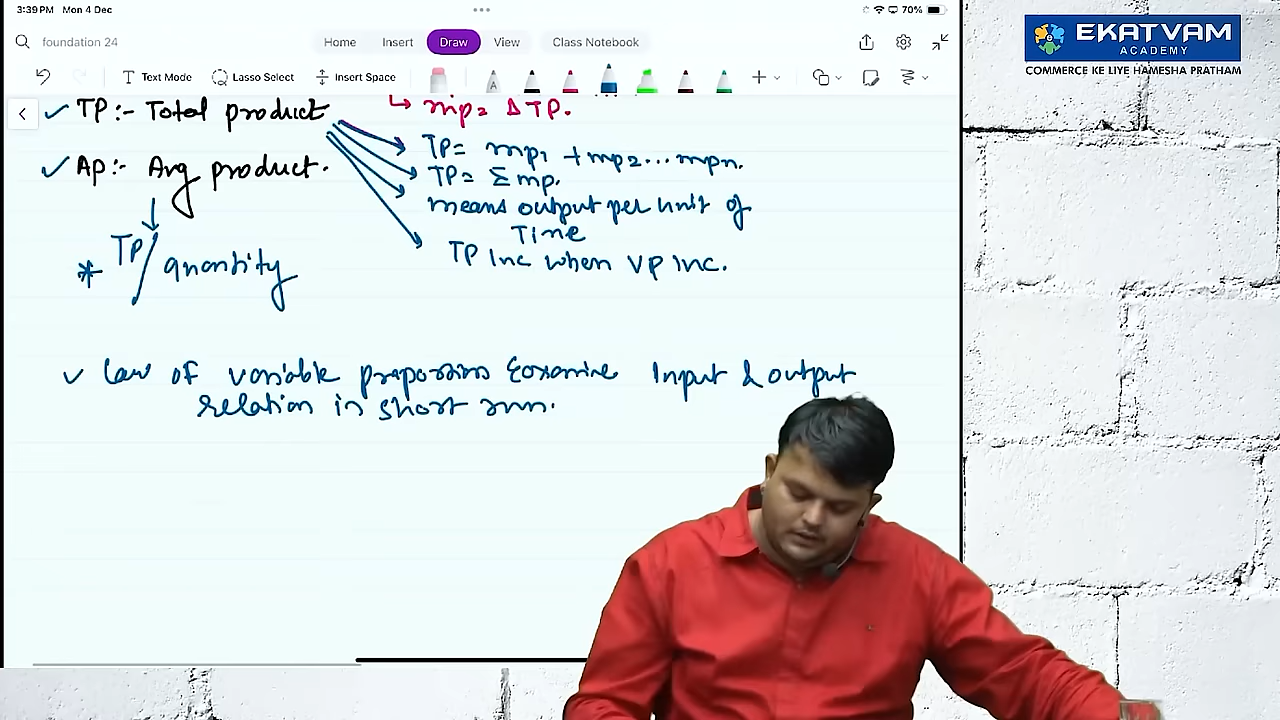 3:39 PM Mon 4 Dec
70%
foundation 24
Home Insert Draw View Class Notebook
Text Mode Lasso Select Insert Space
EKATVAM
ACADEMY
COMMERCE KE LIYE HAMESHA PRATHAM
✓ TP:- Total product
↳ mp = Δ TP.
TP = mp1 + mp2 ... mpn.
✓ AP:- Avg product.
TP = Σ mp.
means output per unit of
Time
TP inc when VP inc.
* TP / quantity
✓ Law of variable proportions Examine Input & output
relation in short run.